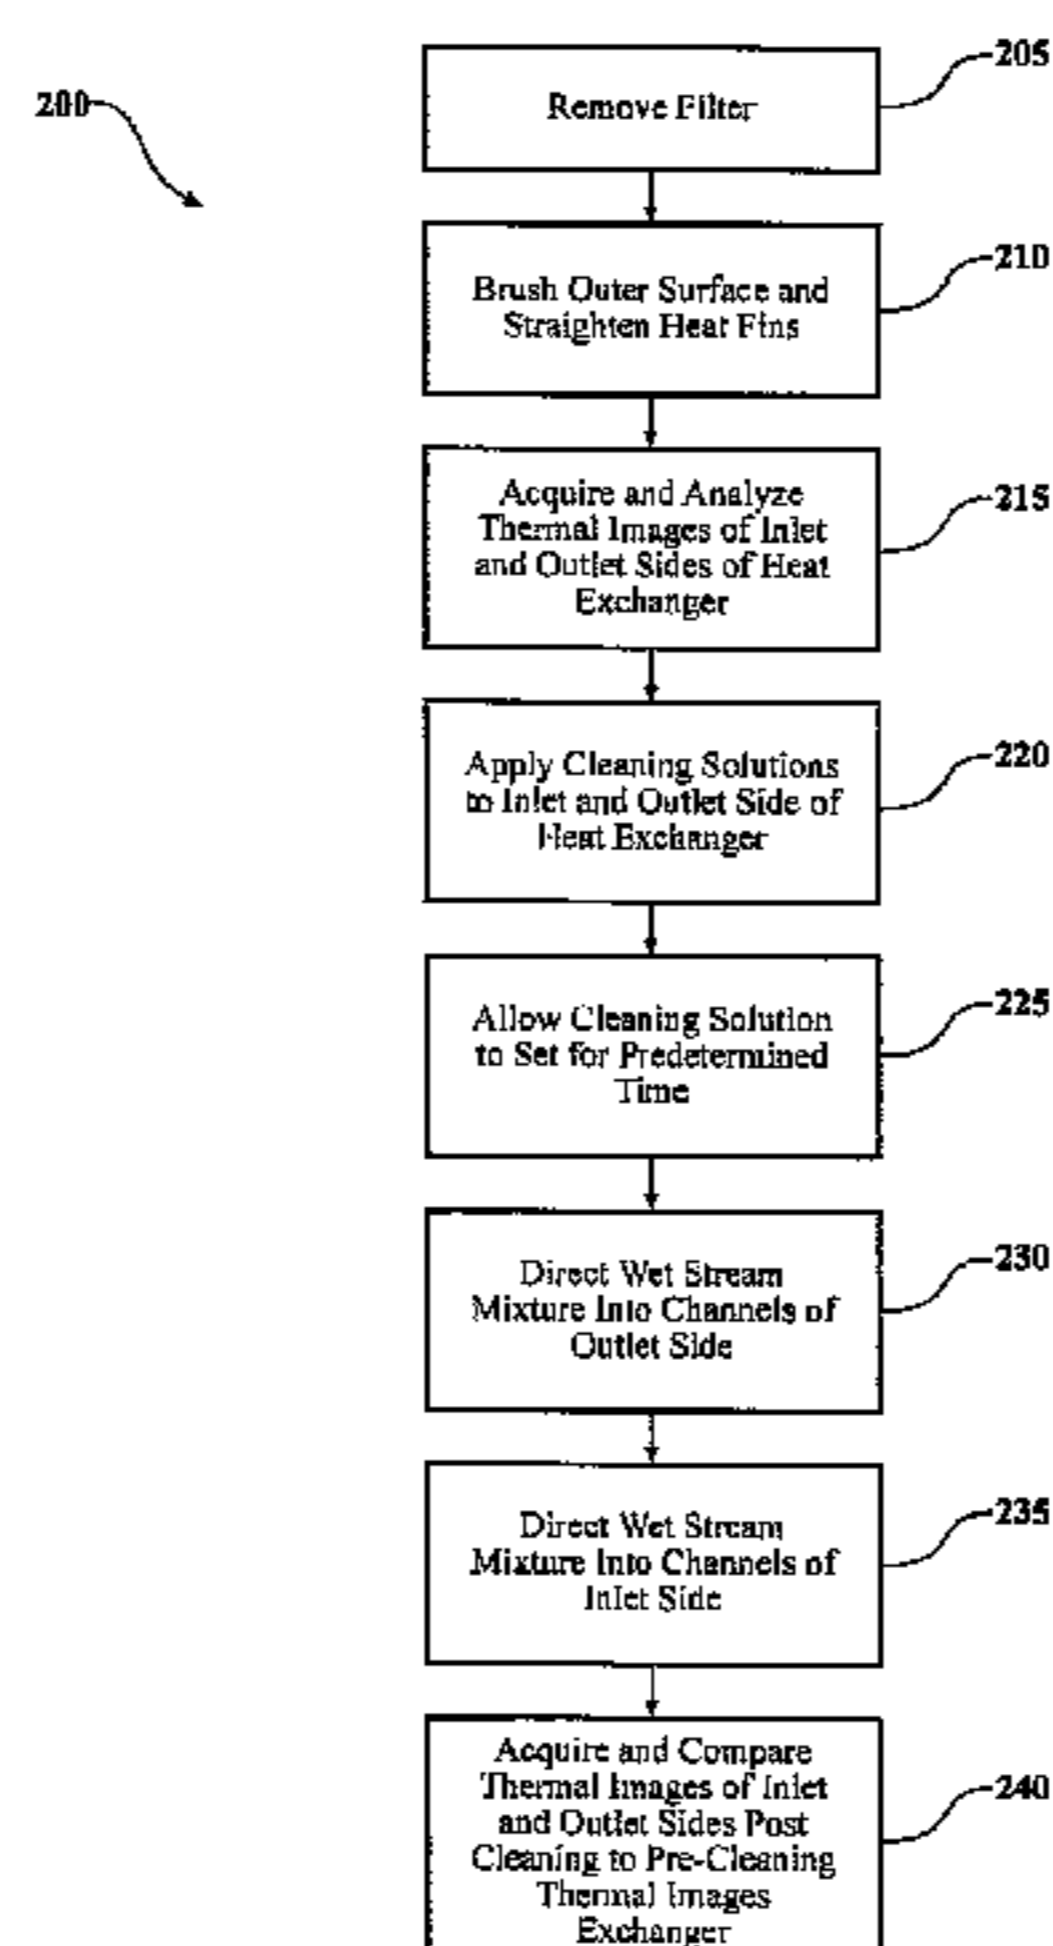 205
200
Remove Filter
210
Brush Outer Surface and
Straighten Heat Fins
215
Acquire and Analyze
Thermal Images of Inlet
and Outlet Sides of Heat
Exchanger
220
Apply Cleaning Solutions
to Inlet and Outlet Side of
Heat Exchanger
225
Allow Cleaning Solution
to Set for Predetermined
Time
230
Direct Wet Stream
Mixture Into Channels of
Outlet Side
235
Direct Wet Stream
Mixture Into Channels of
Inlet Side
240
Acquire and Compare
Thermal Images of Inlet
and Outlet Sides Post
Cleaning to Pre-Cleaning
Thermal Images
Exchanger